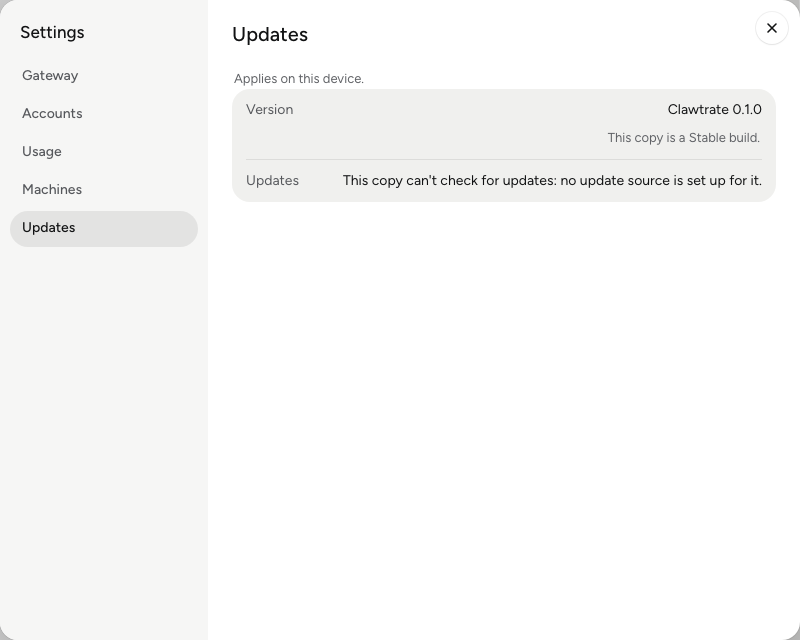 Settings
Gateway
Accounts
Usage
Machines
Updates
Updates
Applies on this device.
Version
Clawtrate 0.1.0
This copy is a Stable build.
Updates
This copy can't check for updates: no update source is set up for it.